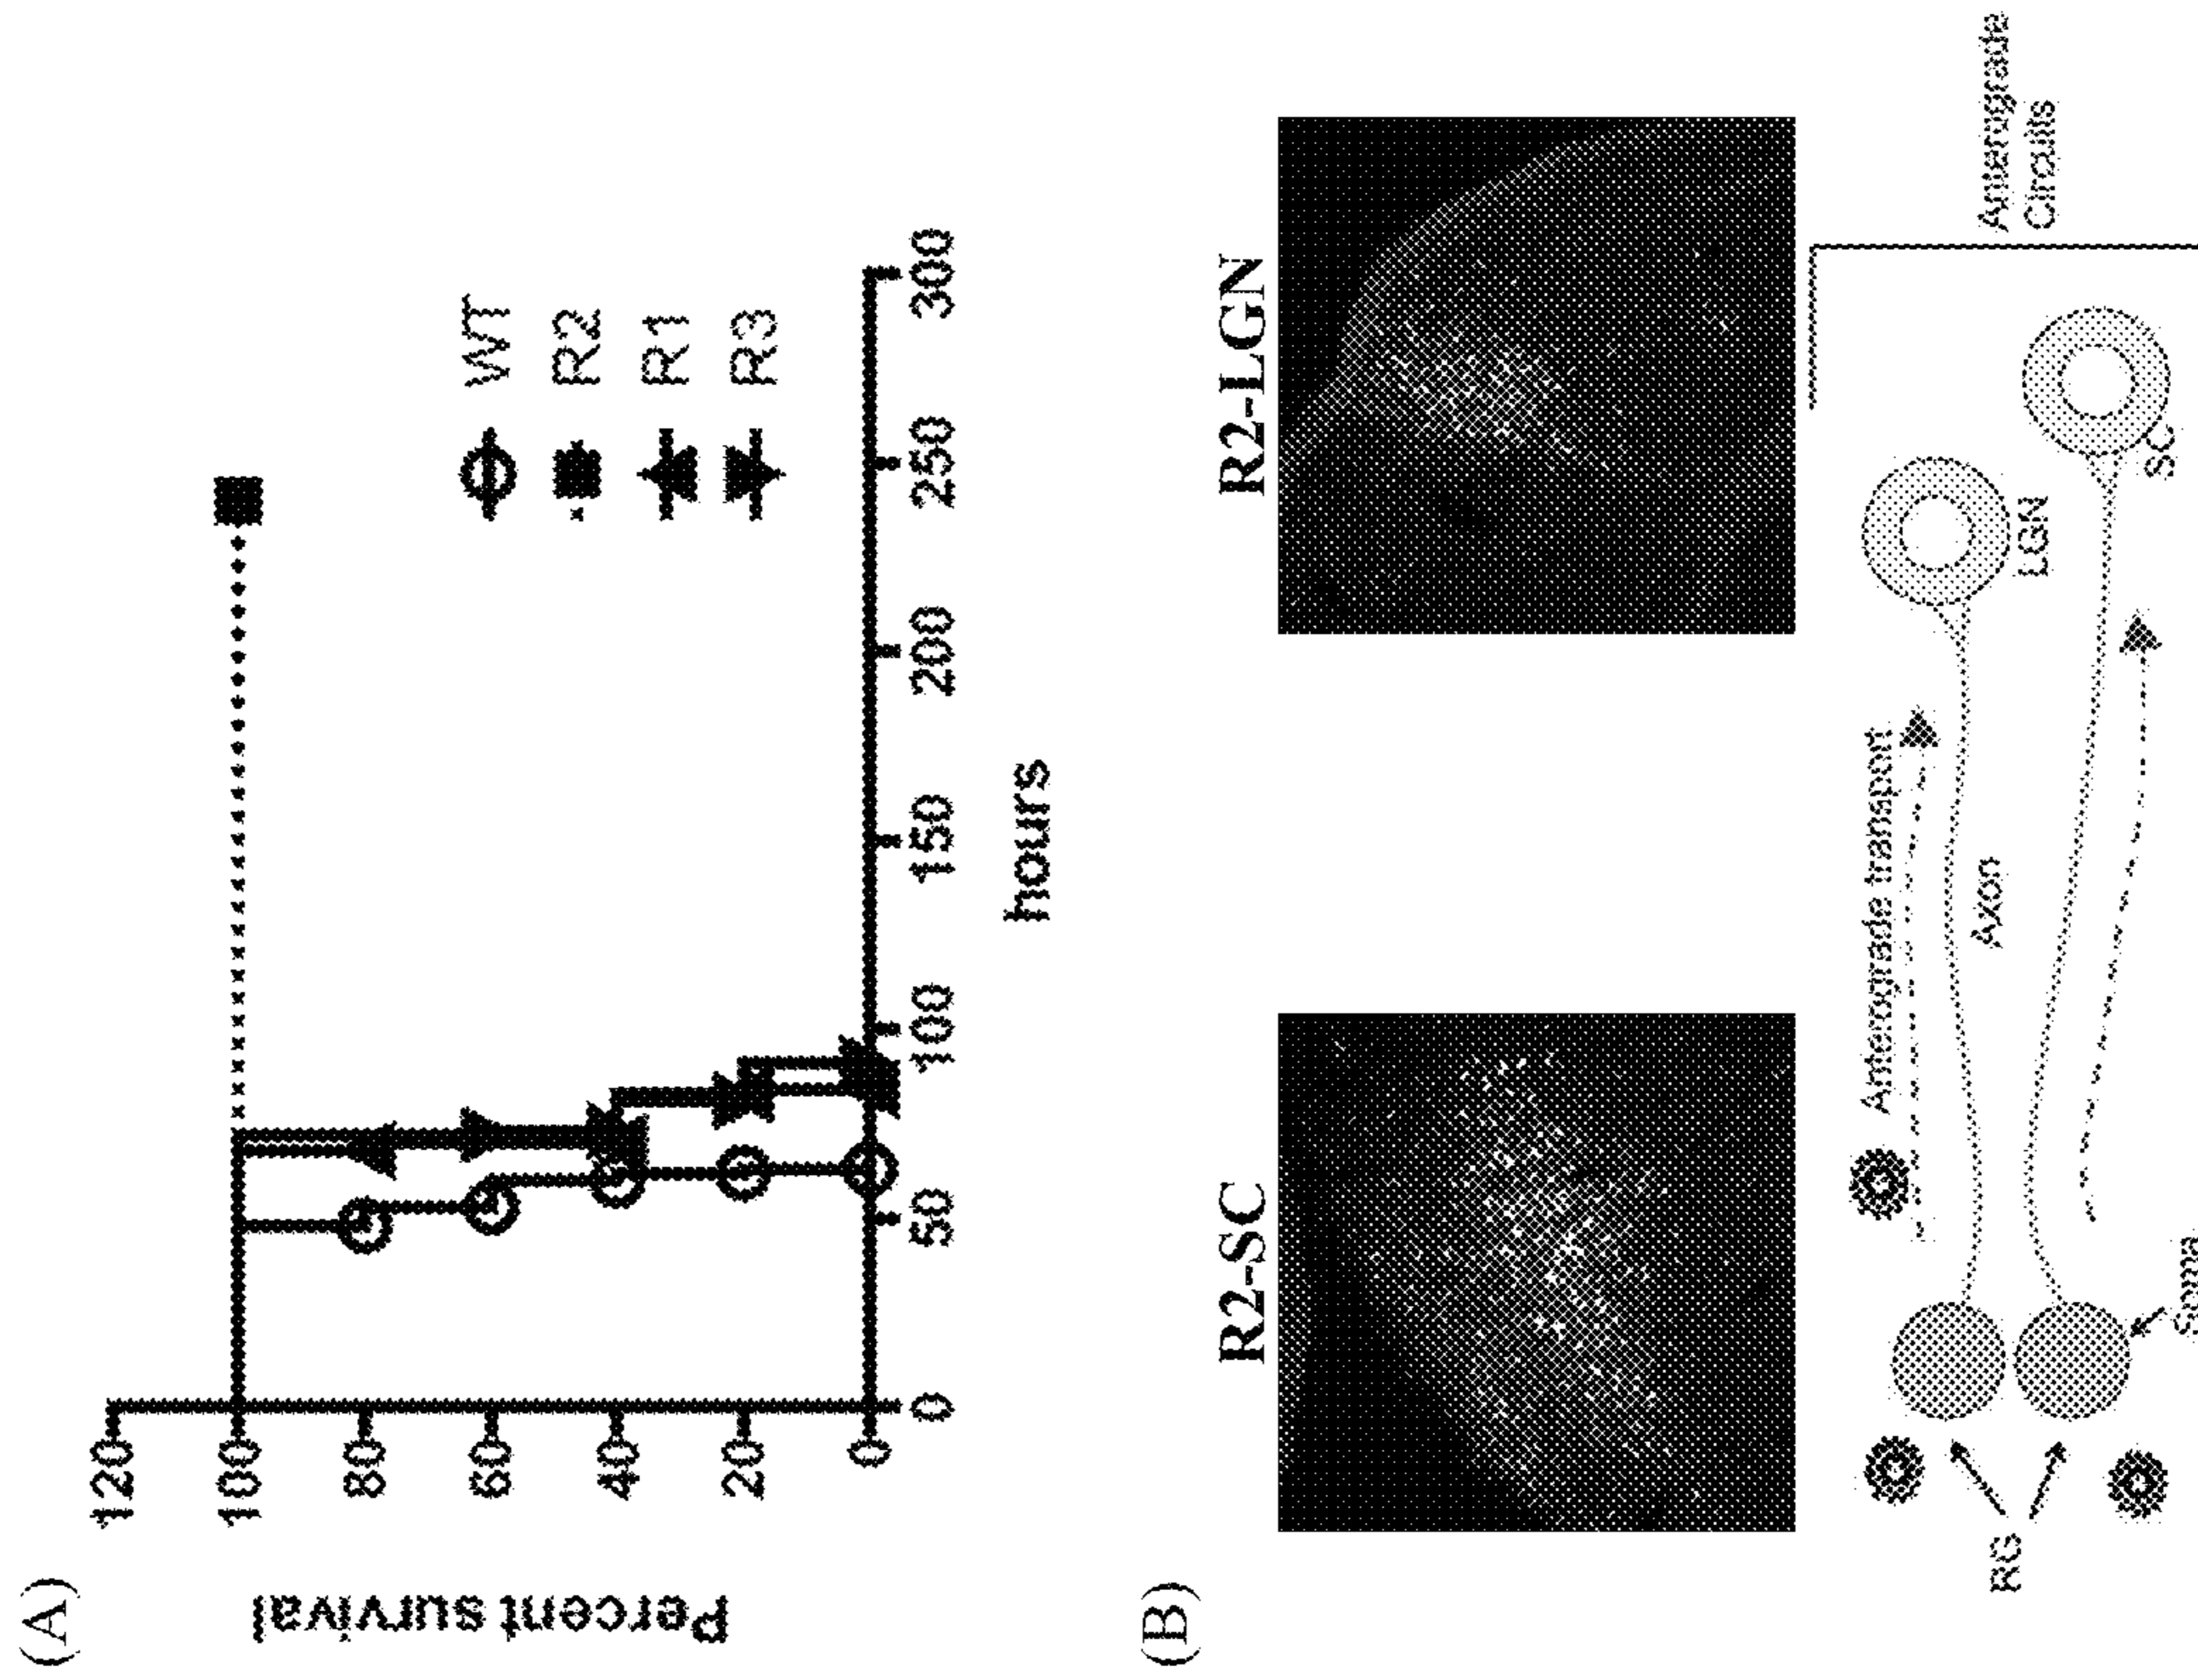 (A)
Percent survival
120
100
80
60
40
20
0
0
50
100
150
200
250
300
hours
WT
R2
R1
R3
(B)
R2-SC
R2-LGN
Anterograde transport
Axon
LGN
SC
RG
Soma
Anterograde
Circuits